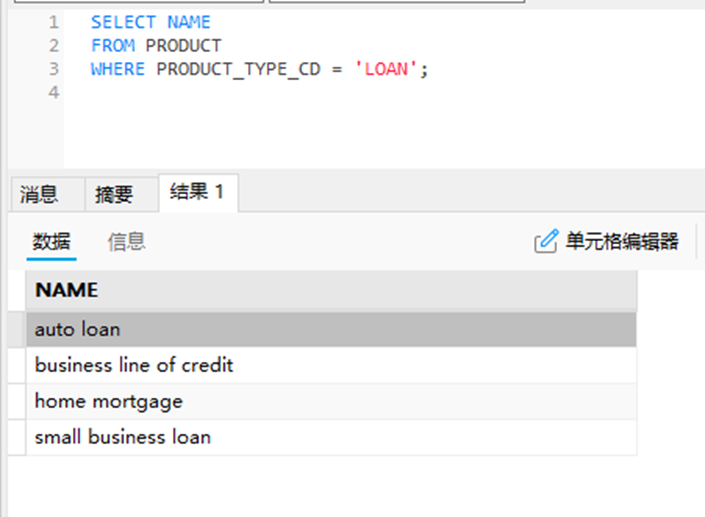 1 SELECT NAME
2 FROM PRODUCT
3 WHERE PRODUCT_TYPE_CD = 'LOAN';
4
消息 摘要 结果 1
数据 信息 单元格编辑器
NAME
auto loan
business line of credit
home mortgage
small business loan